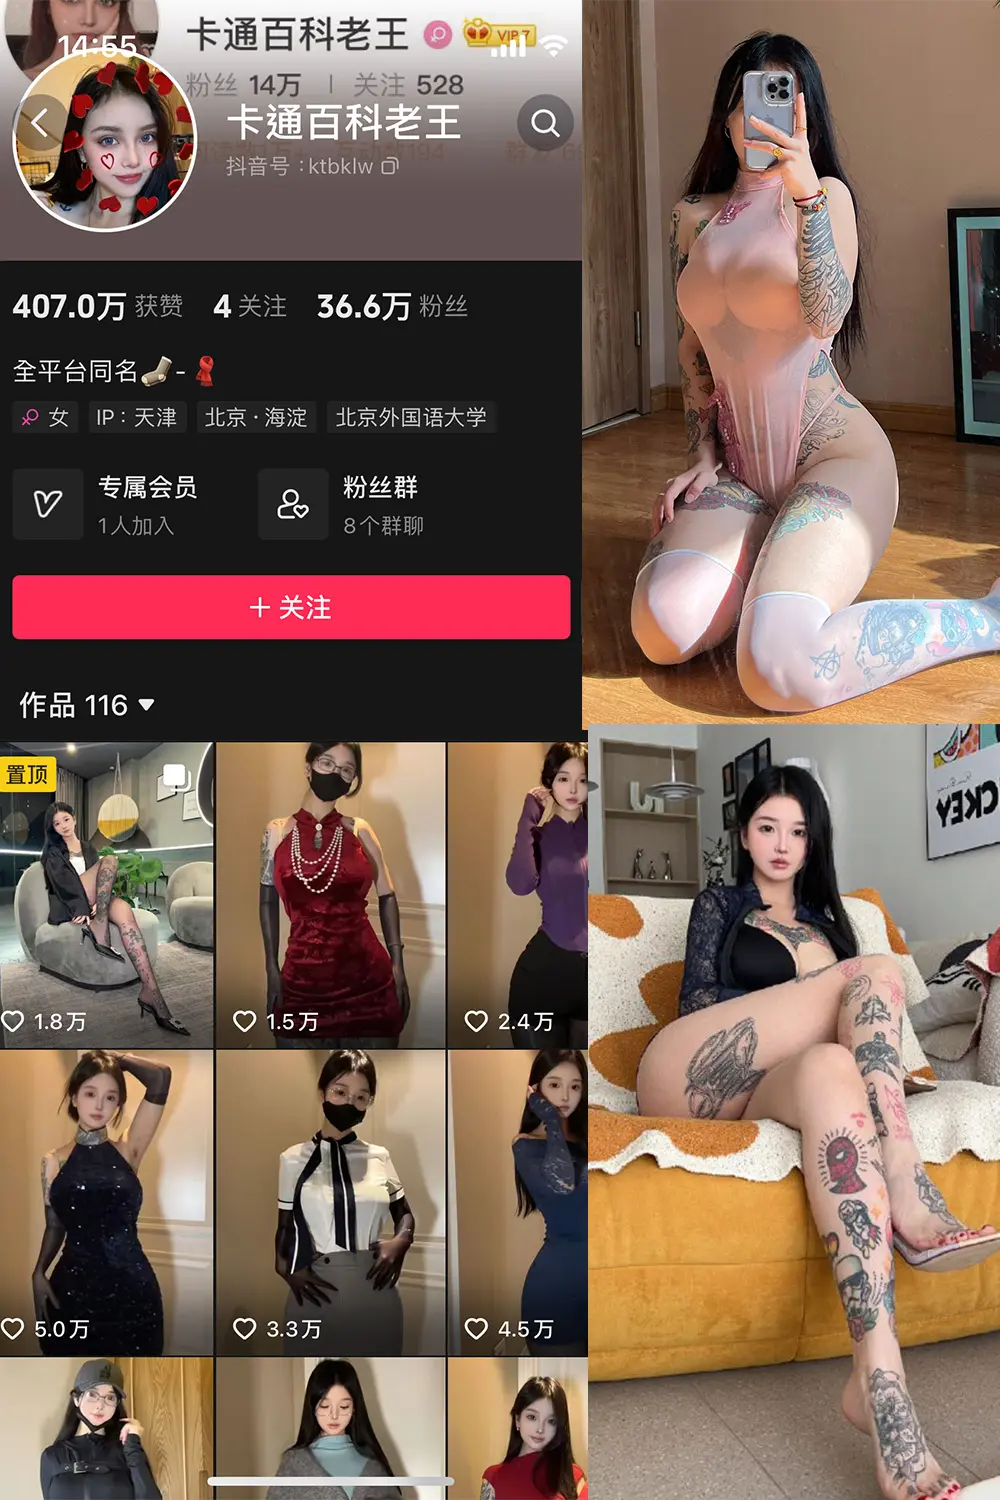 卡通百科老王
VIP 7
14:55
粉丝 14万 | 关注 528
卡通百科老王
抖音号：ktbklw
407.0万 获赞 4 关注 36.6万 粉丝
全平台同名
女 IP：天津 北京·海淀 北京外国语大学
专属会员
1人加入
粉丝群
8个群聊
+ 关注
作品 116
置顶
1.8万 1.5万 2.4万
5.0万 3.3万 4.5万